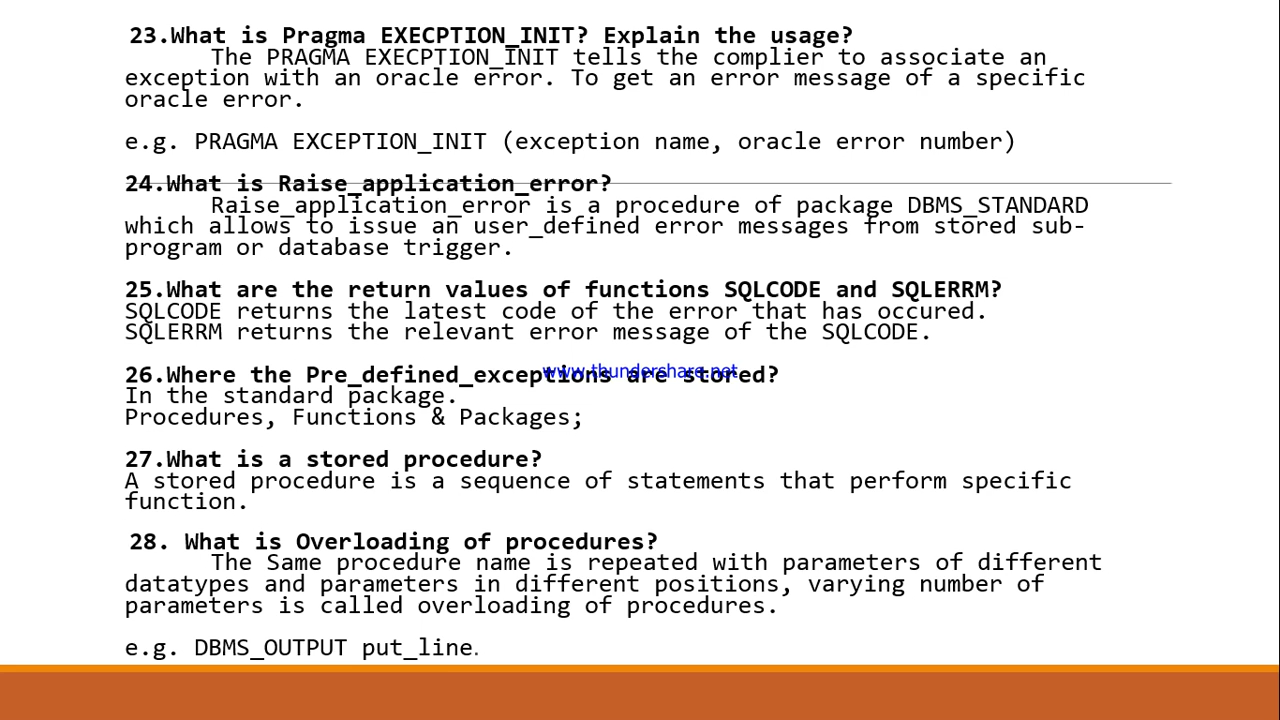 23.What is Pragma EXECPTION_INIT? Explain the usage?
The PRAGMA EXECPTION_INIT tells the complier to associate an
exception with an oracle error. To get an error message of a specific
oracle error.
e.g. PRAGMA EXCEPTION_INIT (exception name, oracle error number)
24.What is Raise_application_error?
Raise_application_error is a procedure of package DBMS_STANDARD
which allows to issue an user_defined error messages from stored sub-
program or database trigger.
25.What are the return values of functions SQLCODE and SQLERRM?
SQLCODE returns the latest code of the error that has occured.
SQLERRM returns the relevant error message of the SQLCODE.
www.thundershare.net
26.Where the Pre_defined_exceptions are stored?
In the standard package.
Procedures, Functions & Packages;
27.What is a stored procedure?
A stored procedure is a sequence of statements that perform specific
function.
28. What is Overloading of procedures?
The Same procedure name is repeated with parameters of different
datatypes and parameters in different positions, varying number of
parameters is called overloading of procedures.
e.g. DBMS_OUTPUT put_line.